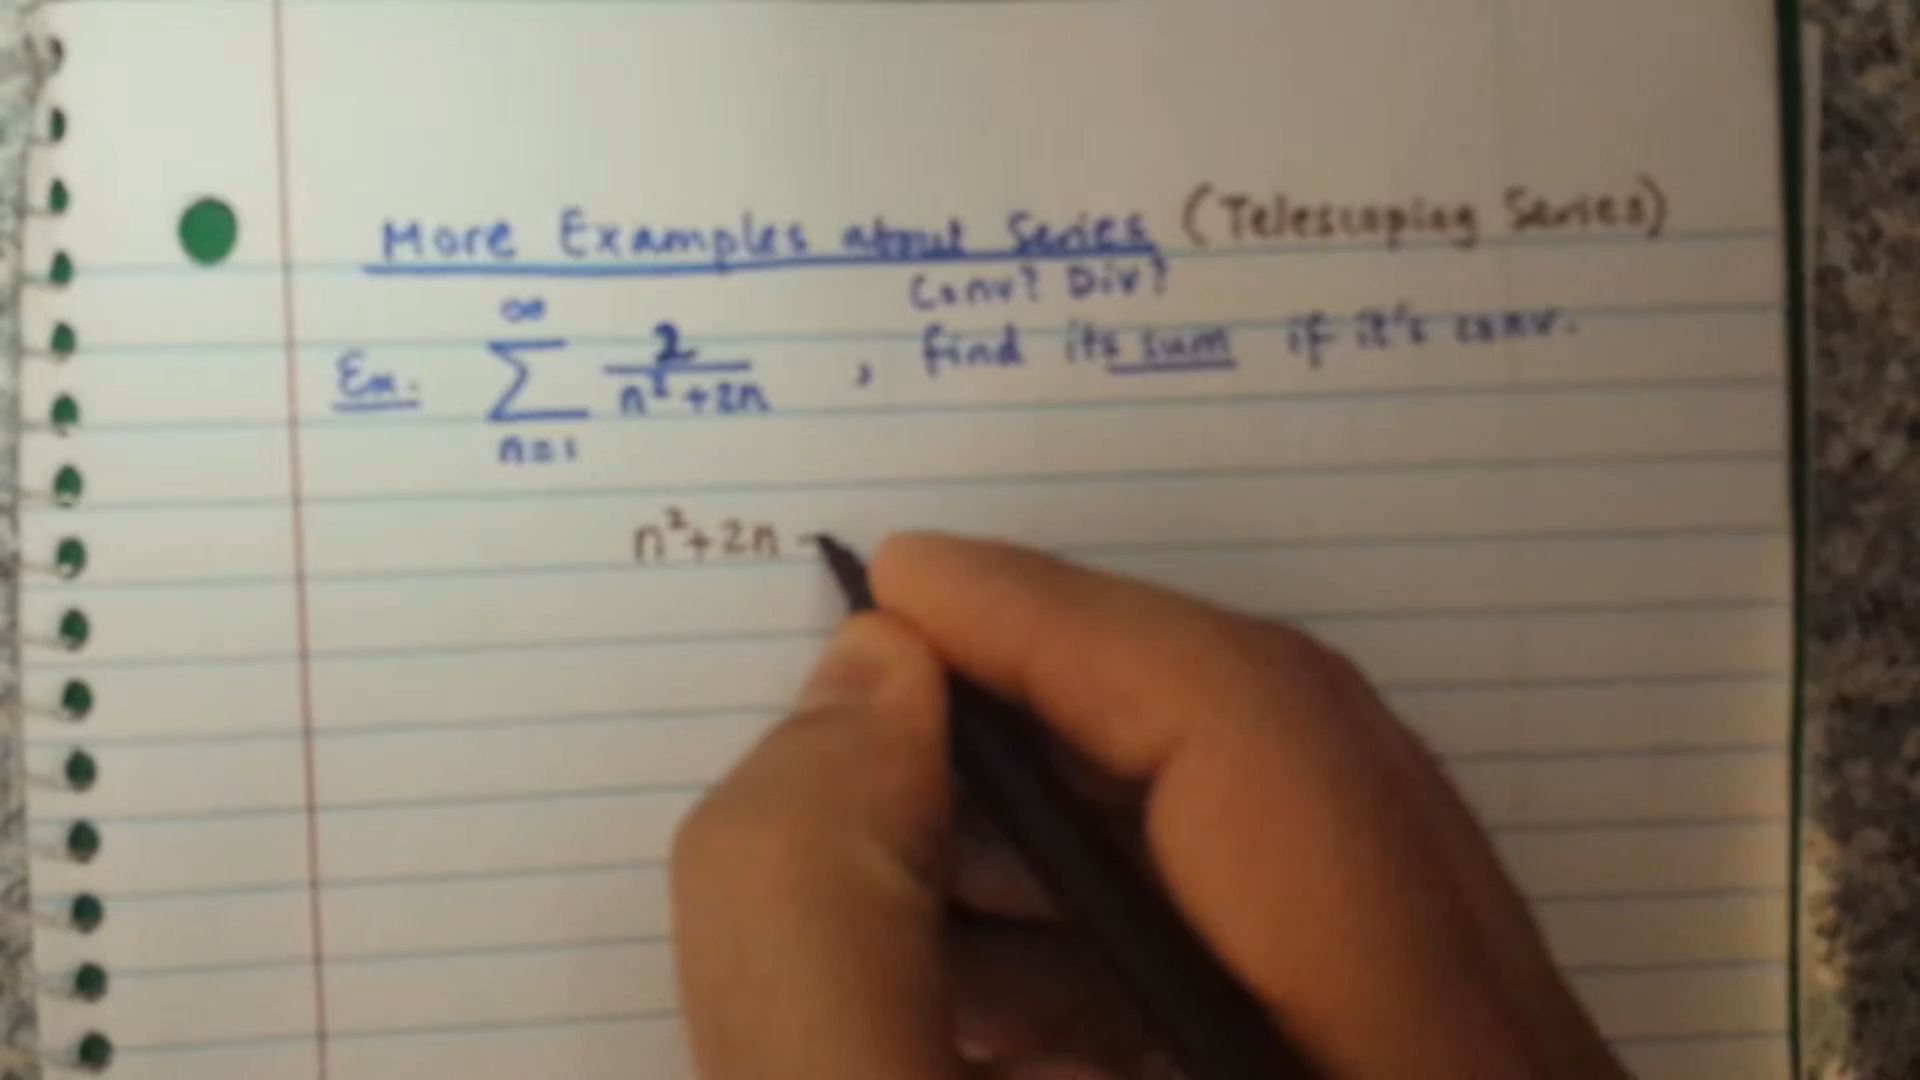 More Examples about Series (Telescoping Series)
Conv? Div?
Ex. ∞ Σ n=1 2/(n²+2n) , find its sum if it's conv.
n²+2n -